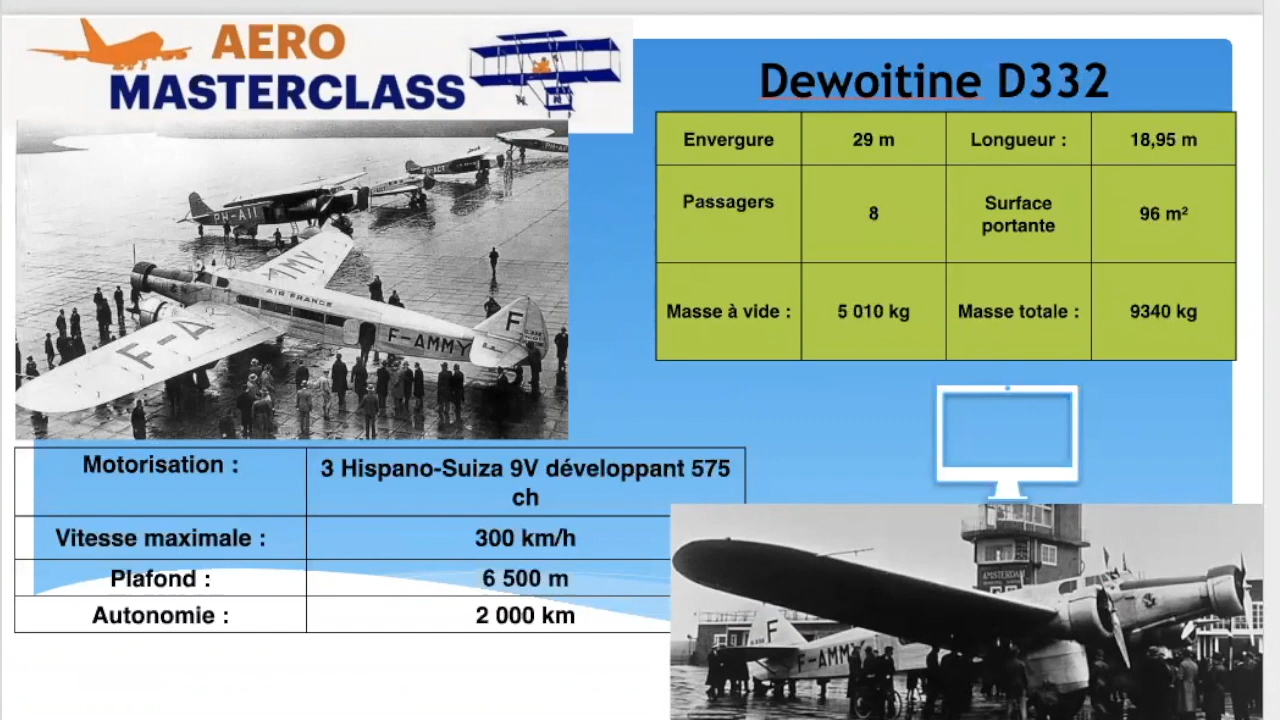 AERO
MASTERCLASS
Dewoitine D332
Envergure
29 m
Longueur :
18,95 m
Passagers
8
Surface
portante
96 m²
Masse à vide :
5 010 kg
Masse totale :
9340 kg
PH-AII
AIR FRANCE
F-AMMY
F-A
MMY
F
Motorisation :
3 Hispano-Suiza 9V développant 575
ch
Vitesse maximale :
300 km/h
Plafond :
6 500 m
Autonomie :
2 000 km
AMSTERDAM
F
F-AMMY